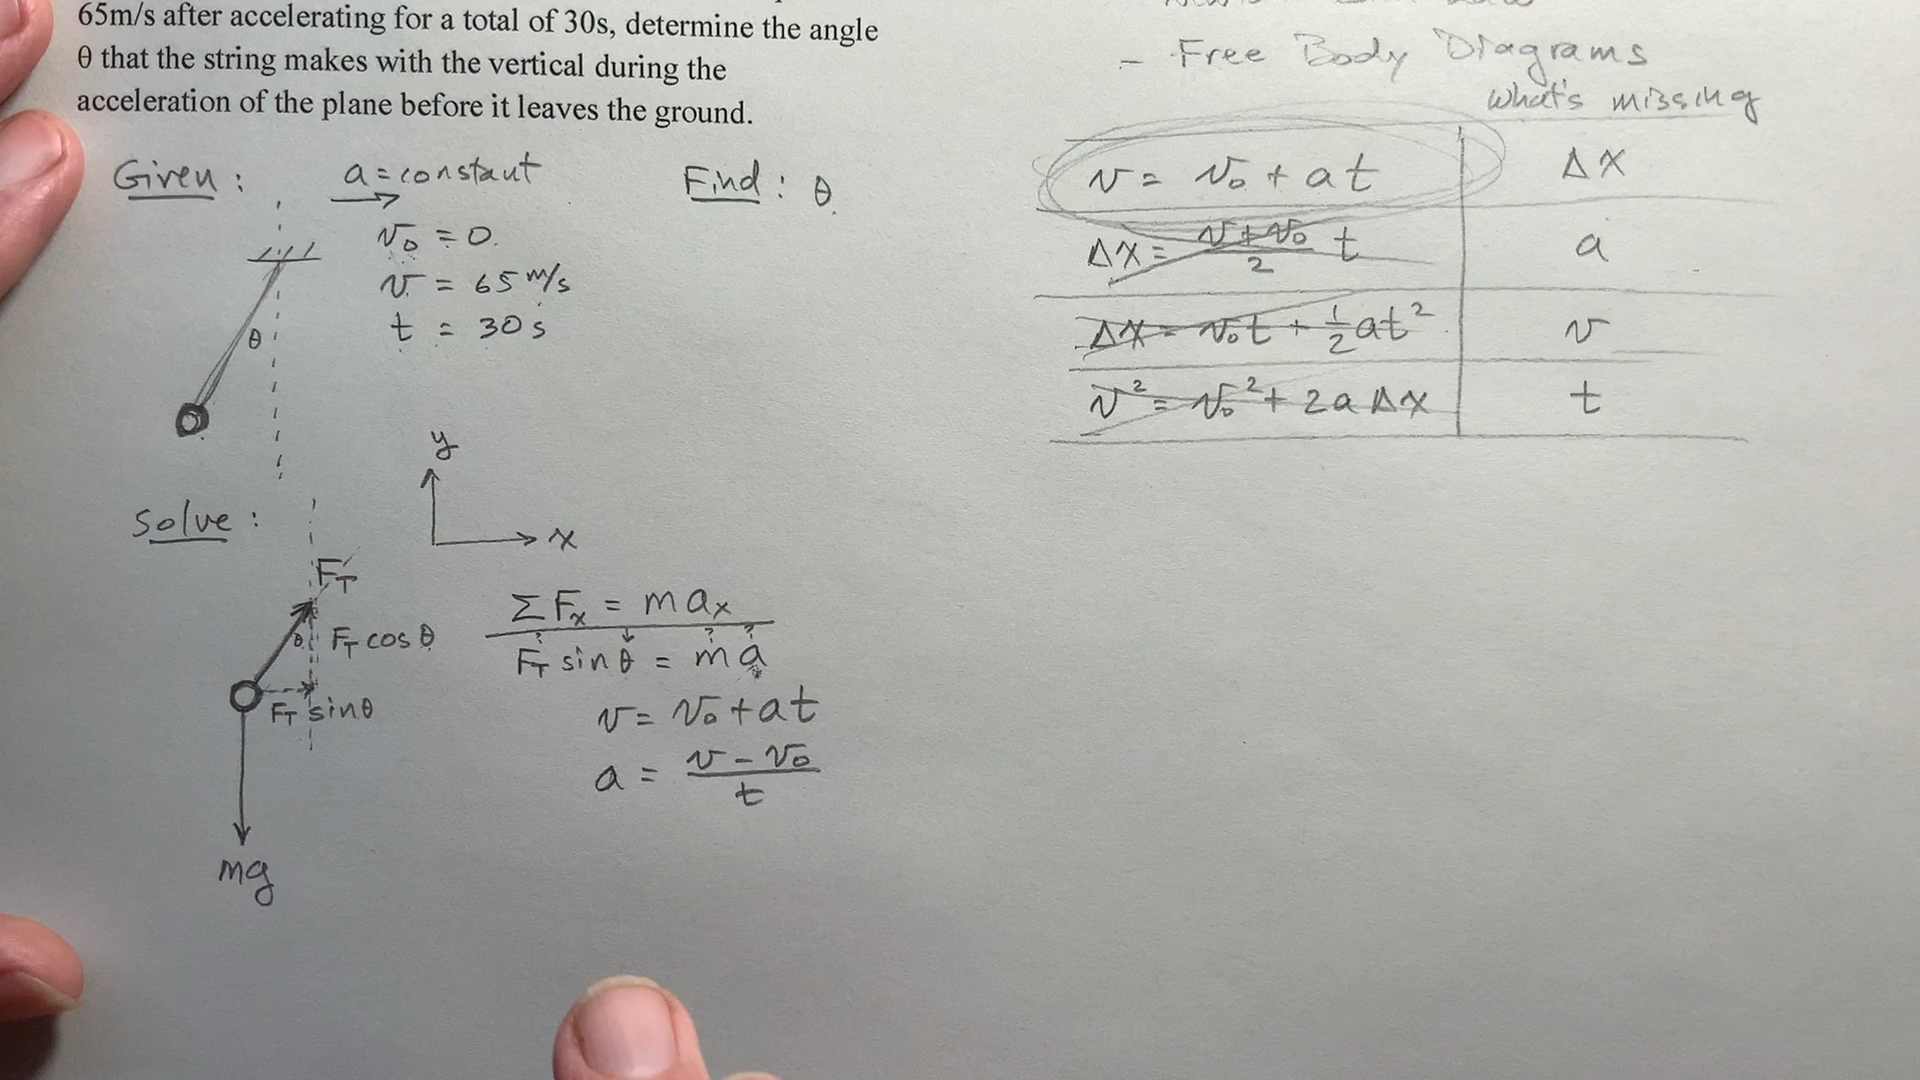 65m/s after accelerating for a total of 30s, determine the angle
θ that the string makes with the vertical during the
acceleration of the plane before it leaves the ground.
- Free Body Diagrams
What's missing
Given :
a = constant
v₀ = 0.
v = 65 m/s
t = 30 s
θ
Find : θ.
v = v₀ + at
Δx
Δx = (v + v₀)/2 t
a
Δx = v₀t + ½at²
v
v² = v₀² + 2aΔx
t
y
x
Solve :
F_T
θ
F_T cos θ
F_T sinθ
mg
ΣFₓ = maₓ
? ↓ ? ?
F_T sin θ = ma
v = v₀ + at
a = (v - v₀)/t